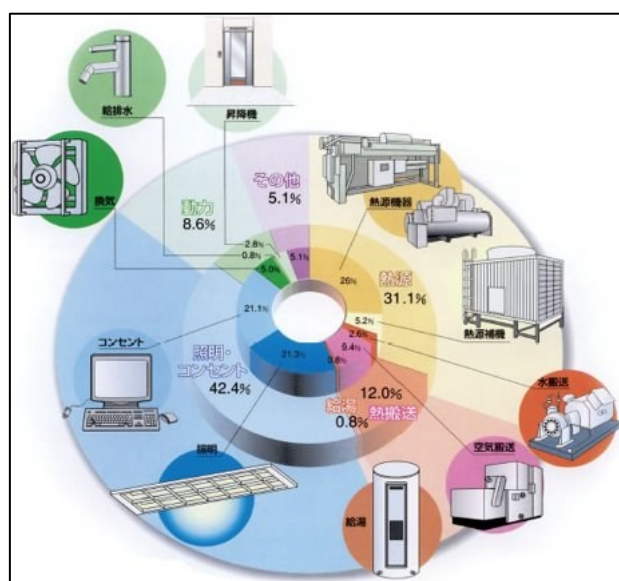 給排水
昇降機
換気
動力
8.6%
その他
5.1%
熱源機器
2.8%
0.8%
5.0%
5.1%
26%
熱源
31.1%
21.1%
5.2%
熱源補機
2.6%
9.4%
0.8%
コンセント
照明・
コンセント
42.4%
21.3%
12.0%
給湯
熱搬送
0.8%
水搬送
照明
空気搬送
給湯